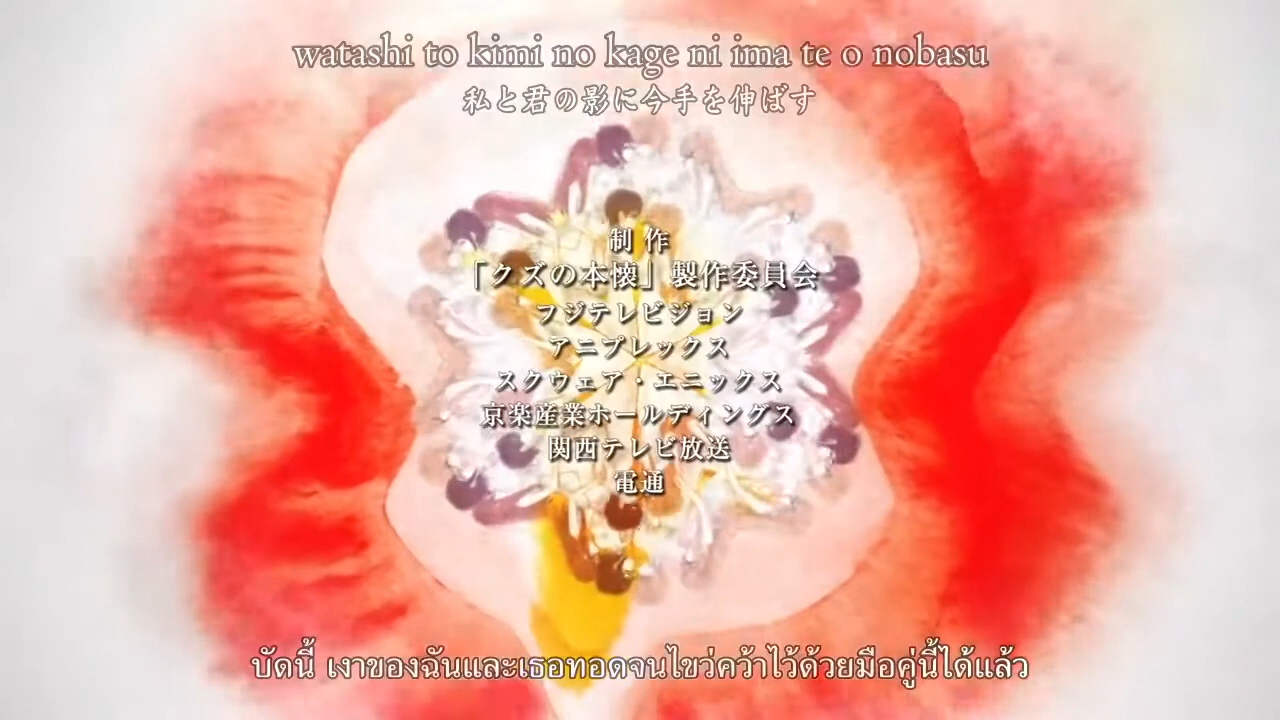 watashi to kimi no kage ni ima te o nobasu
私と君の影に今手を伸ばす
制 作
「クズの本懐」製作委員会
フジテレビジョン
アニプレックス
スクウェア・エニックス
京楽産業ホールディングス
関西テレビ放送
電通
บัดนี้ เงาของฉันและเธอทอดจนไขว่คว้าไว้ด้วยมือคู่นี้ได้แล้ว